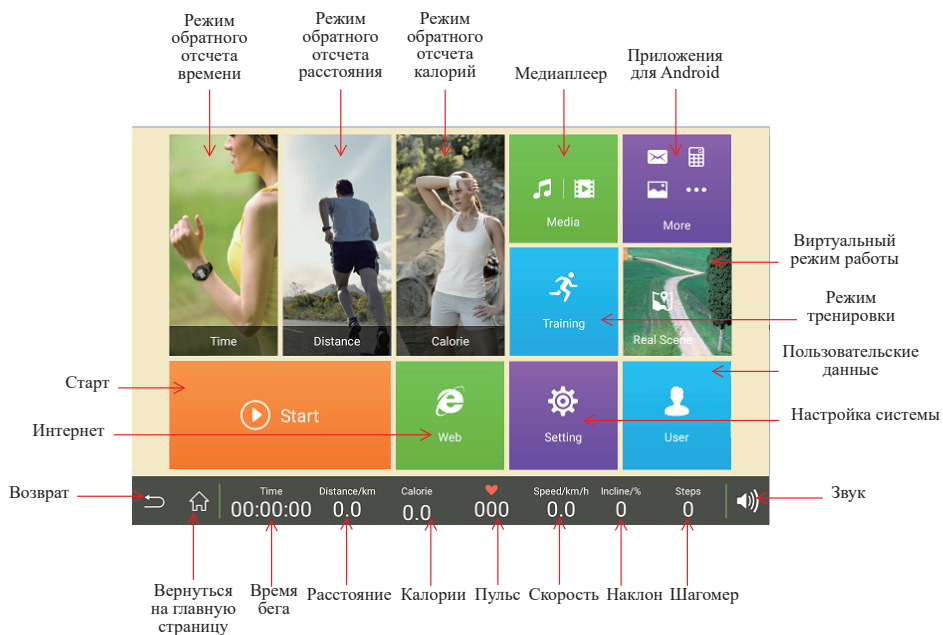 Режим
обратного
отсчета
времени
Режим
обратного
отсчета
расстояния
Режим
обратного
отсчета
калорий
Медиаплеер
Приложения
для Android
Media
More
Виртуальный
режим работы
Training
Real Scene
Режим
тренировки
Time
Distance
Calorie
Пользовательские
данные
Старт
Start
Интернет
Web
Setting
User
Настройка системы
Возврат
Time
00:00:00
Distance/km
0.0
Calorie
0.0
000
Speed/km/h
0.0
Incline/%
0
Steps
0
Звук
Вернуться
на главную
страницу
Время
бега
Расстояние
Калории
Пульс
Скорость
Наклон
Шагомер